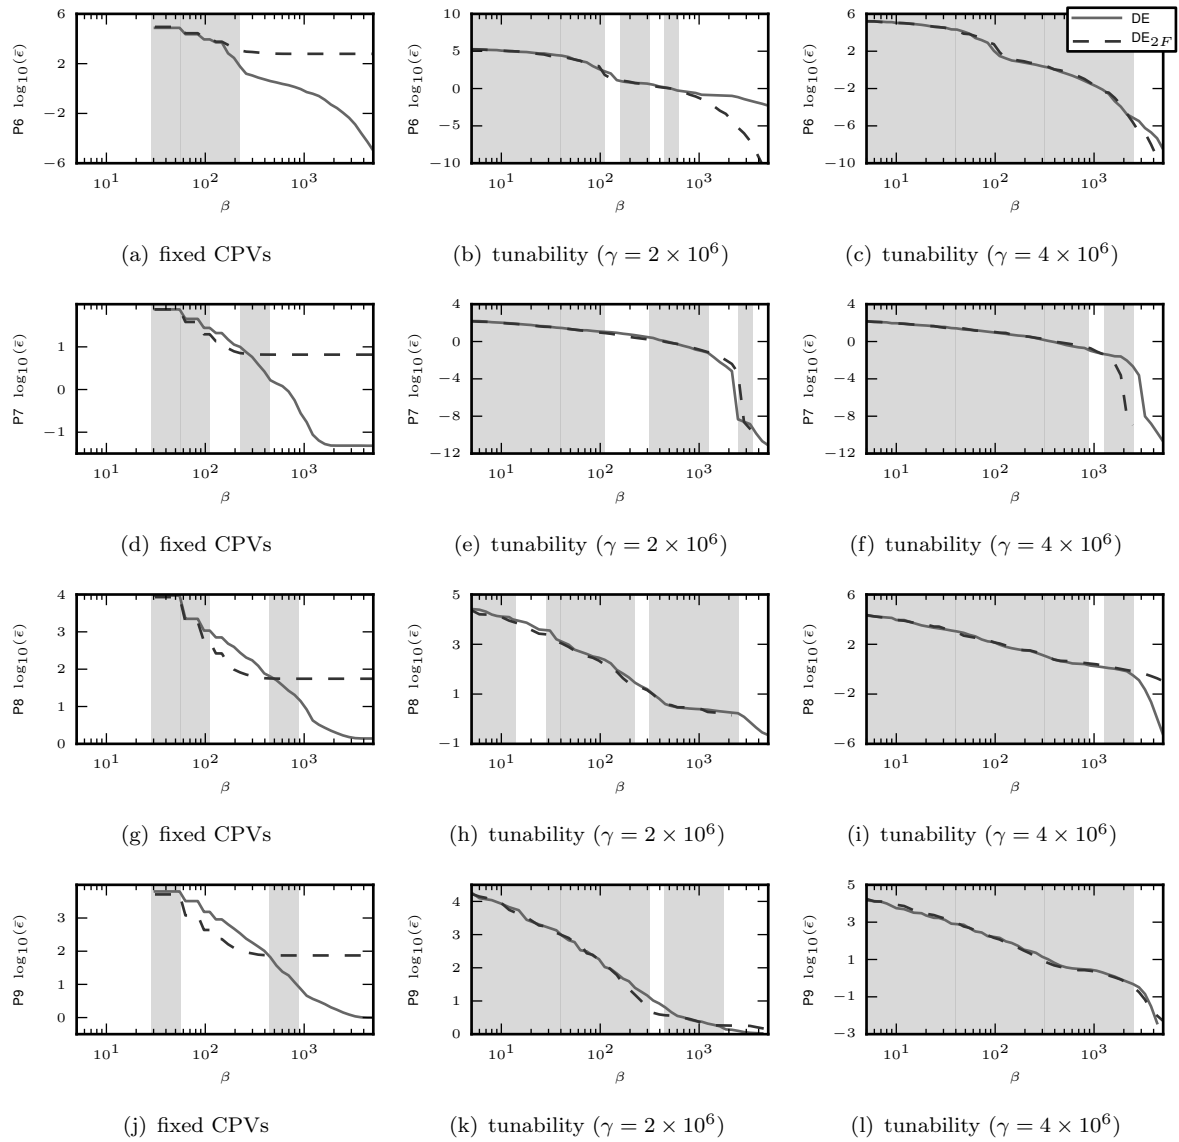 6
2
−2
−6
P6 log10(ε̄)
10^1 10^2 10^3
β
(a) fixed CPVs
10
5
0
−5
−10
P6 log10(ε̄)
10^1 10^2 10^3
β
(b) tunability (γ = 2 × 10^6)
6
2
−2
−6
−10
P6 log10(ε̄)
DE
DE2F
10^1 10^2 10^3
β
(c) tunability (γ = 4 × 10^6)
1
0
−1
P7 log10(ε̄)
10^1 10^2 10^3
β
(d) fixed CPVs
4
0
−4
−8
−12
P7 log10(ε̄)
10^1 10^2 10^3
β
(e) tunability (γ = 2 × 10^6)
4
0
−4
−8
−12
P7 log10(ε̄)
10^1 10^2 10^3
β
(f) tunability (γ = 4 × 10^6)
4
3
2
1
0
P8 log10(ε̄)
10^1 10^2 10^3
β
(g) fixed CPVs
5
3
1
−1
P8 log10(ε̄)
10^1 10^2 10^3
β
(h) tunability (γ = 2 × 10^6)
6
2
−2
−6
P8 log10(ε̄)
10^1 10^2 10^3
β
(i) tunability (γ = 4 × 10^6)
3
2
1
0
P9 log10(ε̄)
10^1 10^2 10^3
β
(j) fixed CPVs
4
3
2
1
0
P9 log10(ε̄)
10^1 10^2 10^3
β
(k) tunability (γ = 2 × 10^6)
5
3
1
−1
−3
P9 log10(ε̄)
10^1 10^2 10^3
β
(l) tunability (γ = 4 × 10^6)